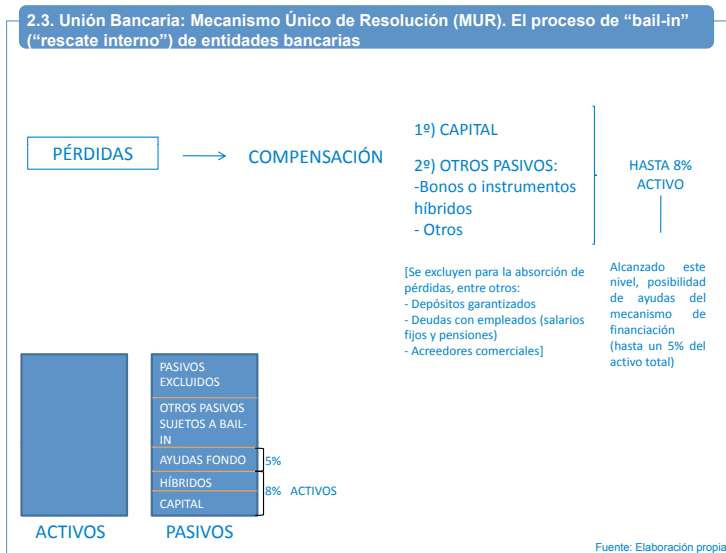 2.3. Unión Bancaria: Mecanismo Único de Resolución (MUR). El proceso de “bail-in”
(“rescate interno”) de entidades bancarias
PÉRDIDAS
COMPENSACIÓN
1º) CAPITAL
2º) OTROS PASIVOS:
-Bonos o instrumentos
híbridos
- Otros
HASTA 8%
ACTIVO
[Se excluyen para la absorción de
pérdidas, entre otros:
- Depósitos garantizados
- Deudas con empleados (salarios
fijos y pensiones)
- Acreedores comerciales]
Alcanzado este
nivel, posibilidad
de ayudas del
mecanismo de
financiación
(hasta un 5% del
activo total)
PASIVOS
EXCLUIDOS
OTROS PASIVOS
SUJETOS A BAIL-
IN
AYUDAS FONDO
5%
HÍBRIDOS
8% ACTIVOS
CAPITAL
ACTIVOS
PASIVOS
Fuente: Elaboración propia